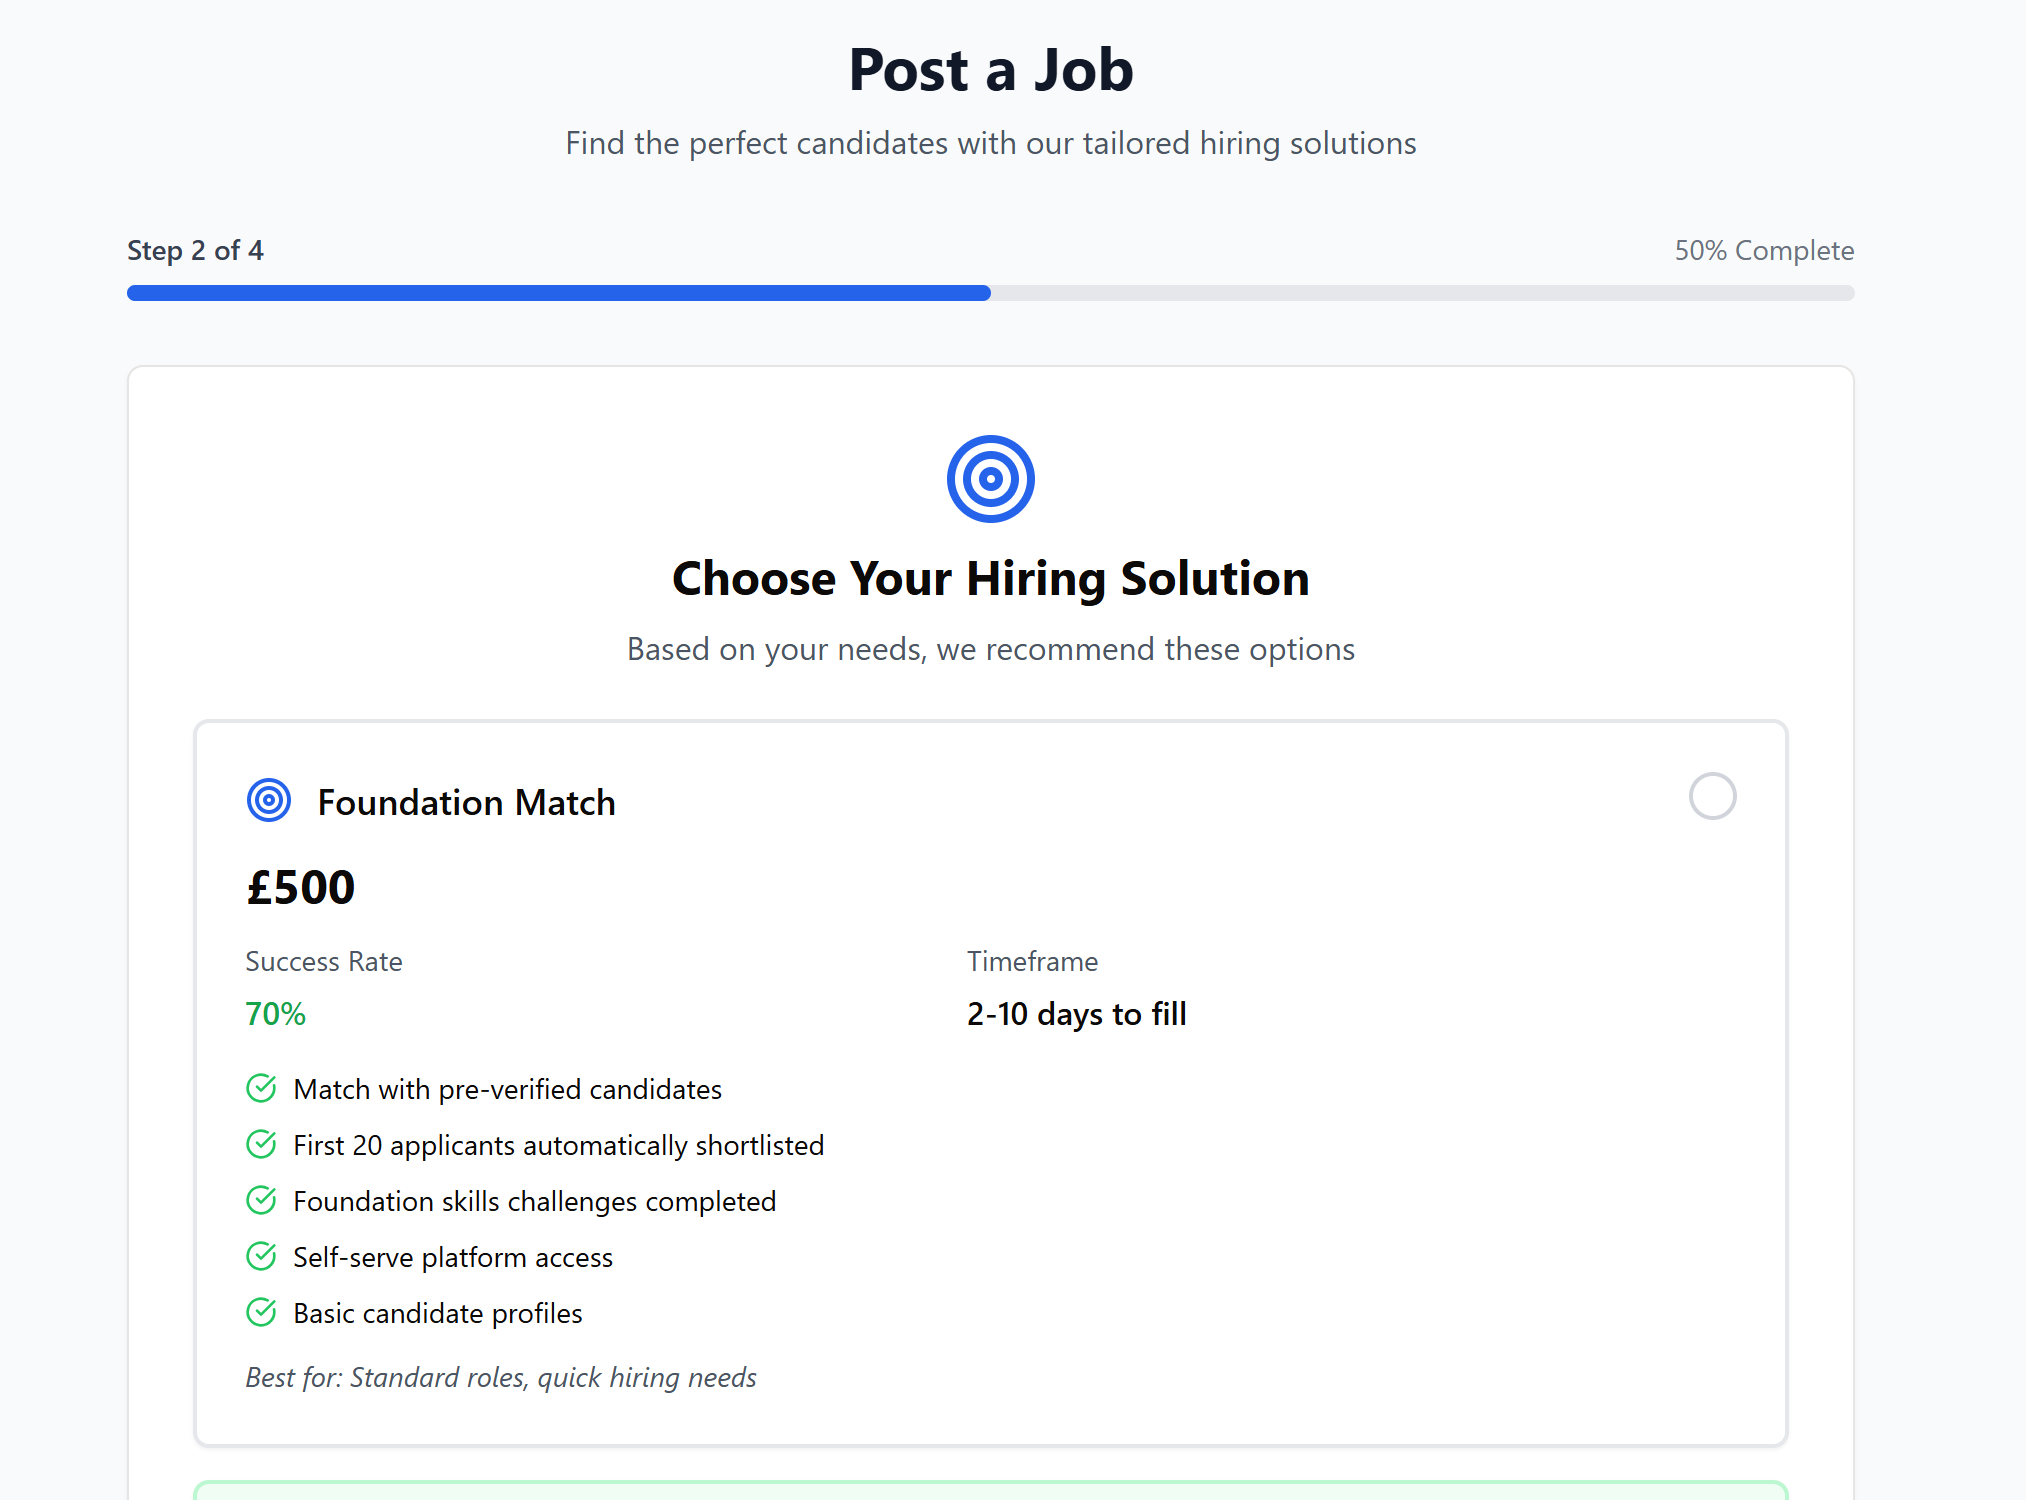 Post a Job
Find the perfect candidates with our tailored hiring solutions
Step 2 of 4
50% Complete
Choose Your Hiring Solution
Based on your needs, we recommend these options
Foundation Match
£500
Success Rate
Timeframe
70%
2-10 days to fill
Match with pre-verified candidates
First 20 applicants automatically shortlisted
Foundation skills challenges completed
Self-serve platform access
Basic candidate profiles
Best for: Standard roles, quick hiring needs